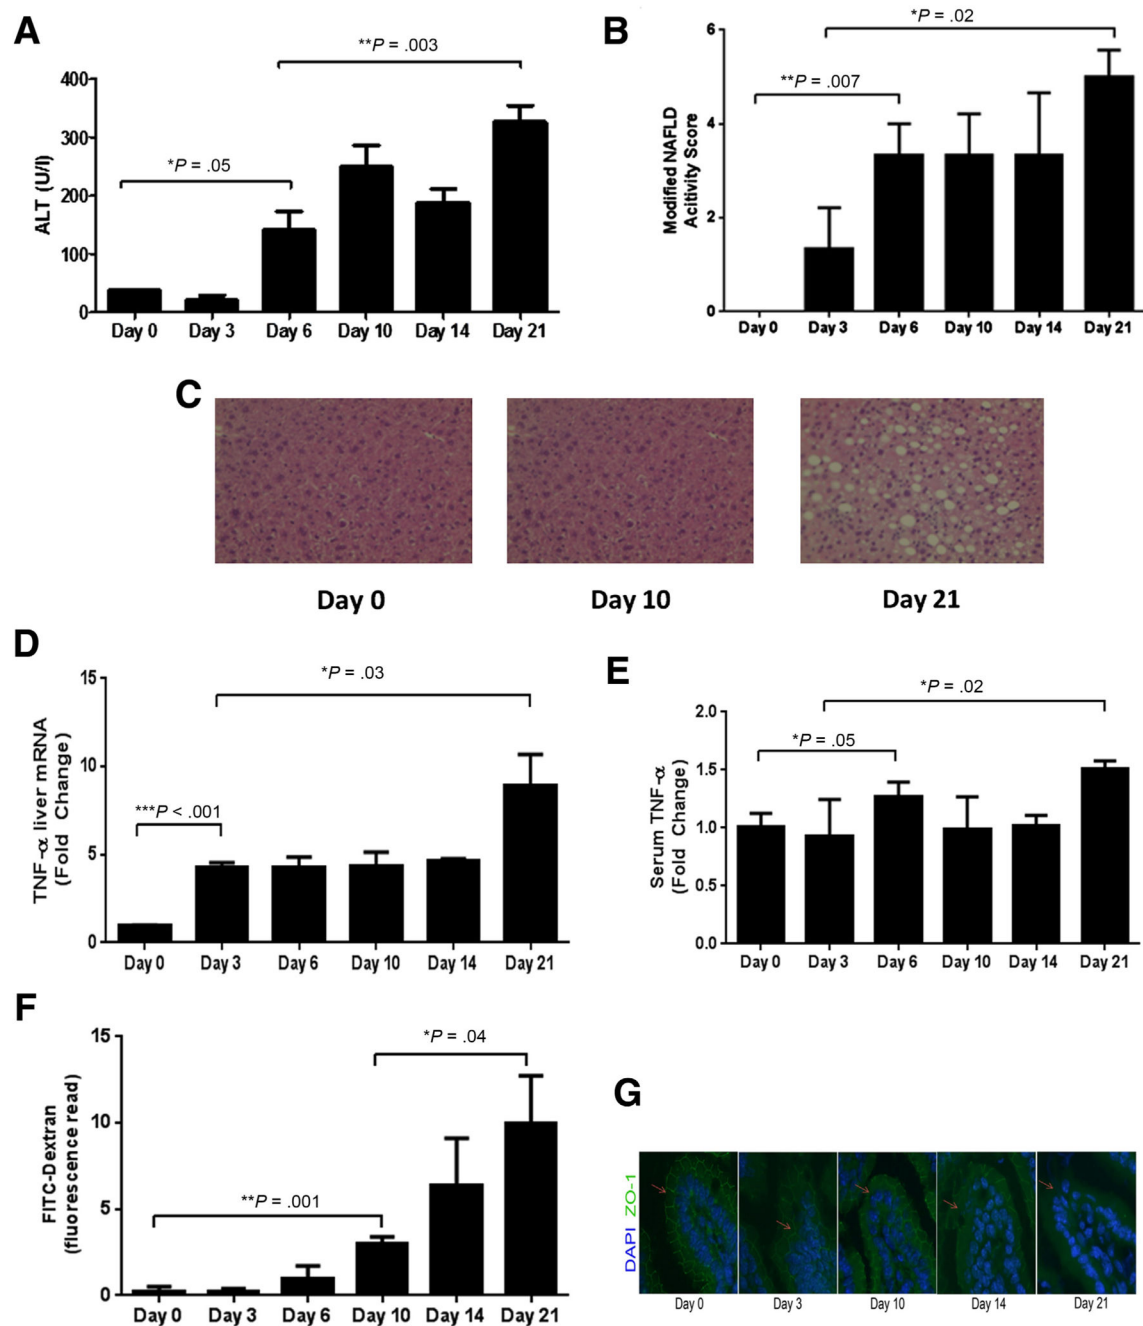 A
**P = .003
*P = .05
ALT (U/l)
400
300
200
100
0
Day 0 Day 3 Day 6 Day 10 Day 14 Day 21
B
*P = .02
**P = .007
Modified NAFLD
Acitivity Score
6
4
2
0
Day 0 Day 3 Day 6 Day 10 Day 14 Day 21
C
Day 0 Day 10 Day 21
D
*P = .03
***P < .001
TNF-α liver mRNA
(Fold Change)
15
10
5
0
Day 0 Day 3 Day 6 Day 10 Day 14 Day 21
E
*P = .02
*P = .05
Serum TNF-α
(Fold Change)
2.0
1.5
1.0
0.5
0.0
Day 0 Day 3 Day 6 Day 10 Day 14 Day 21
F
*P = .04
**P = .001
FITC-Dextran
(fluorescence read)
15
10
5
0
Day 0 Day 3 Day 6 Day 10 Day 14 Day 21
G
DAPI ZO-1
Day 0 Day 3 Day 10 Day 14 Day 21